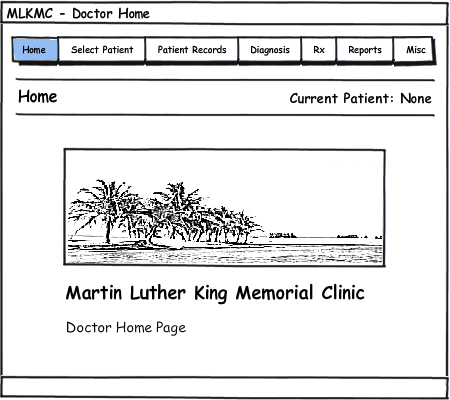 MLKMC - Doctor Home
Home Select Patient Patient Records Diagnosis Rx Reports Misc
Home Current Patient: None
Martin Luther King Memorial Clinic
Doctor Home Page